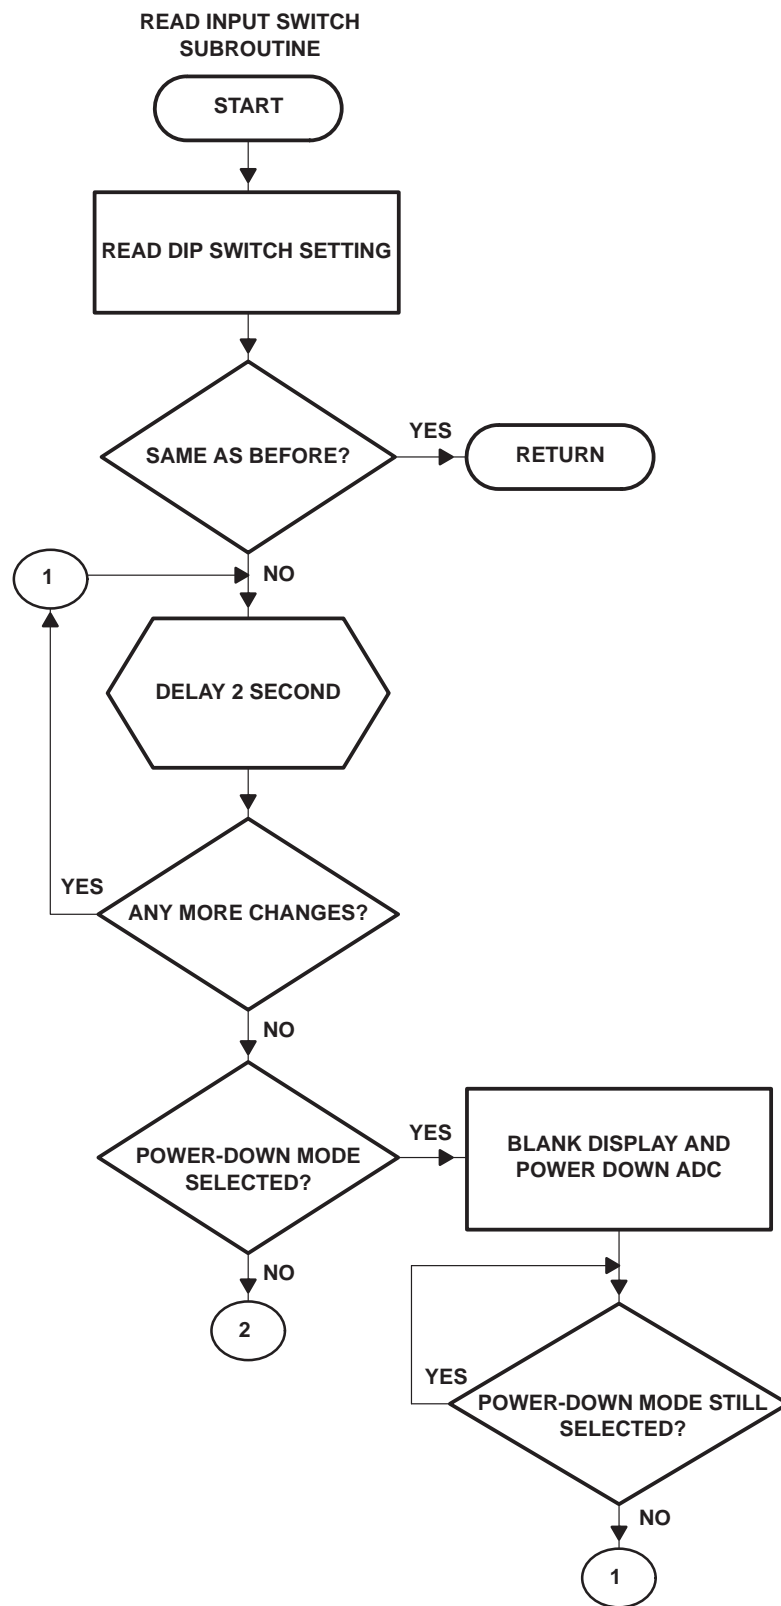 READ INPUT SWITCH
SUBROUTINE
START
READ DIP SWITCH SETTING
SAME AS BEFORE?
YES
RETURN
1
NO
DELAY 2 SECOND
YES
ANY MORE CHANGES?
NO
POWER-DOWN MODE
SELECTED?
YES
BLANK DISPLAY AND
POWER DOWN ADC
NO
2
YES
POWER-DOWN MODE STILL
SELECTED?
NO
1